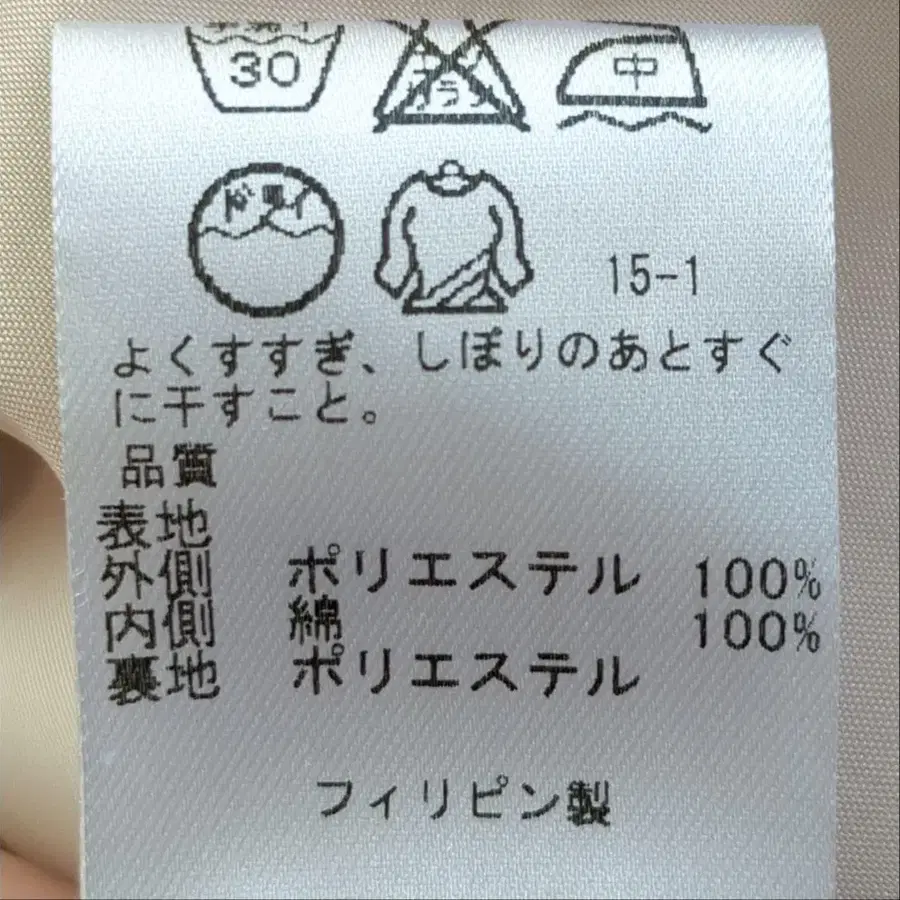 30
中
ドライ
15-1
よくすすぎ、しぼりのあとすぐ
に干すこと。
品質
表地
外側 ポリエステル 100%
内側 綿 100%
裏地 ポリエステル
フィリピン製